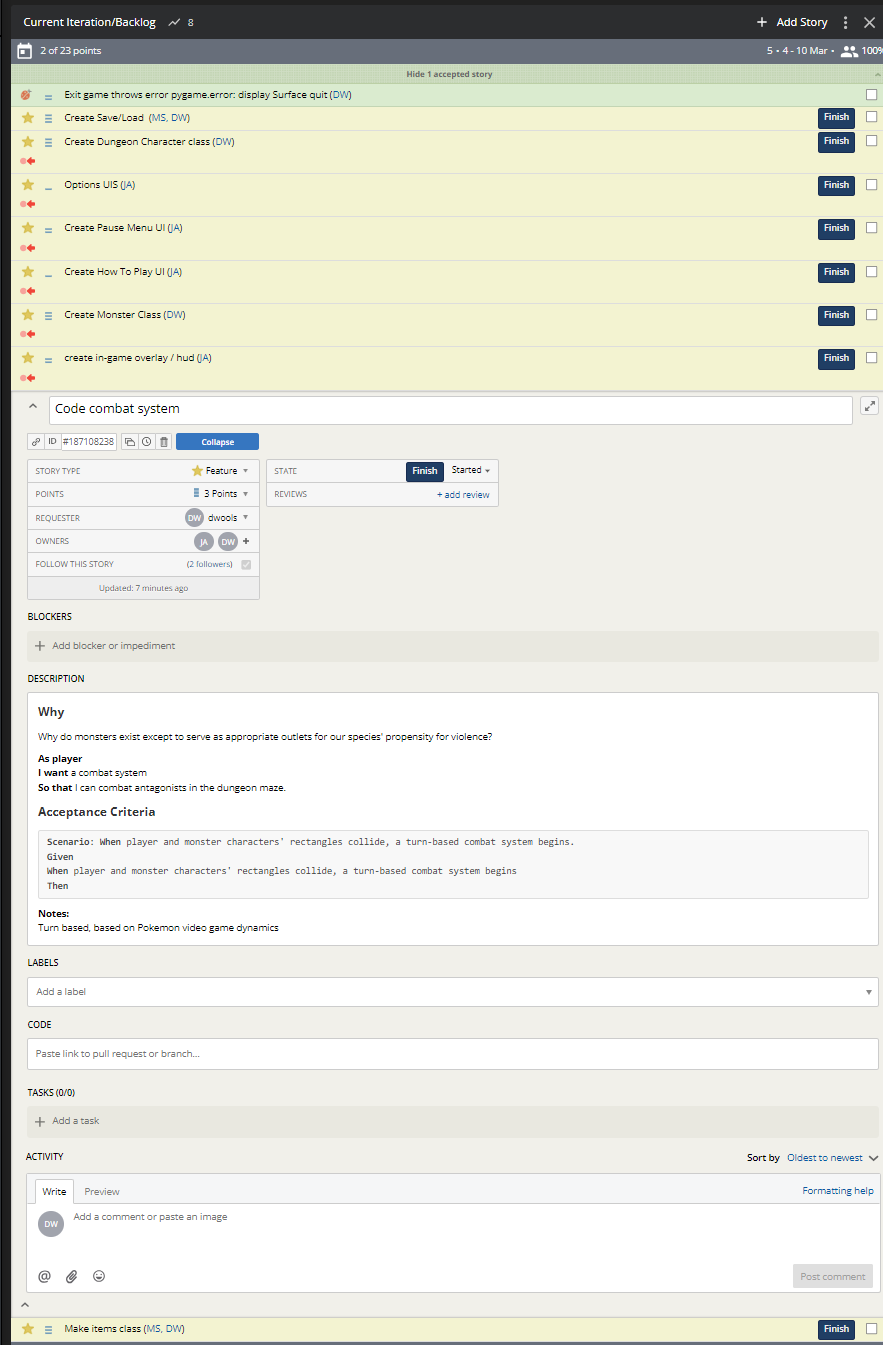 Current Iteration/Backlog 8 + Add Story
2 of 23 points 5 • 4 - 10 Mar • 100%
Hide 1 accepted story
Exit game throws error pygame.error: display Surface quit (DW)
Create Save/Load (MS, DW) Finish
Create Dungeon Character class (DW) Finish
Options UIS (JA) Finish
Create Pause Menu UI (JA) Finish
Create How To Play UI (JA) Finish
Create Monster Class (DW) Finish
create in-game overlay / hud (JA) Finish
Code combat system
ID #187108238 Collapse
STORY TYPE Feature
STATE Finish Started
POINTS 3 Points
REVIEWS + add review
REQUESTER DW dwools
OWNERS JA DW +
FOLLOW THIS STORY (2 followers)
Updated: 7 minutes ago
BLOCKERS
+ Add blocker or impediment
DESCRIPTION
Why
Why do monsters exist except to serve as appropriate outlets for our species' propensity for violence?
As player
I want a combat system
So that I can combat antagonists in the dungeon maze.
Acceptance Criteria
Scenario: When player and monster characters' rectangles collide, a turn-based combat system begins.
Given
When player and monster characters' rectangles collide, a turn-based combat system begins
Then
Notes:
Turn based, based on Pokemon video game dynamics
LABELS
Add a label
CODE
Paste link to pull request or branch...
TASKS (0/0)
+ Add a task
ACTIVITY Sort by Oldest to newest
Write Preview Formatting help
DW Add a comment or paste an image
@ Post comment
Make items class (MS, DW) Finish